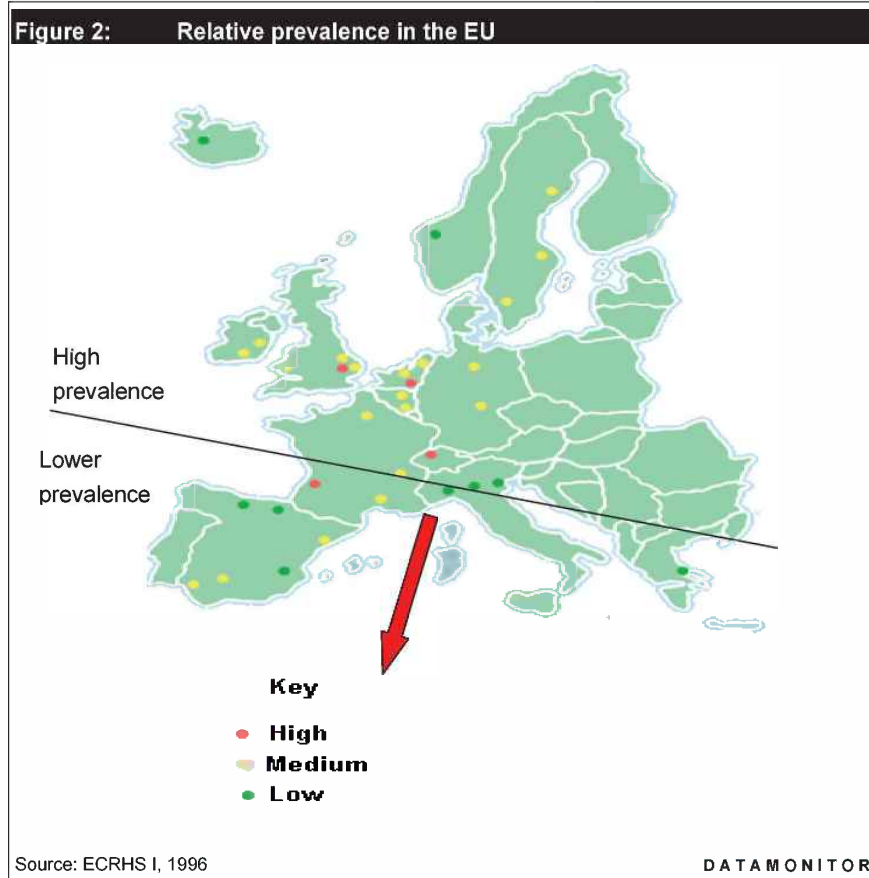 Figure 2: Relative prevalence in the EU
High
prevalence
Lower
prevalence
Key
High
Medium
Low
Source: ECRHS I, 1996
DATAMONITOR